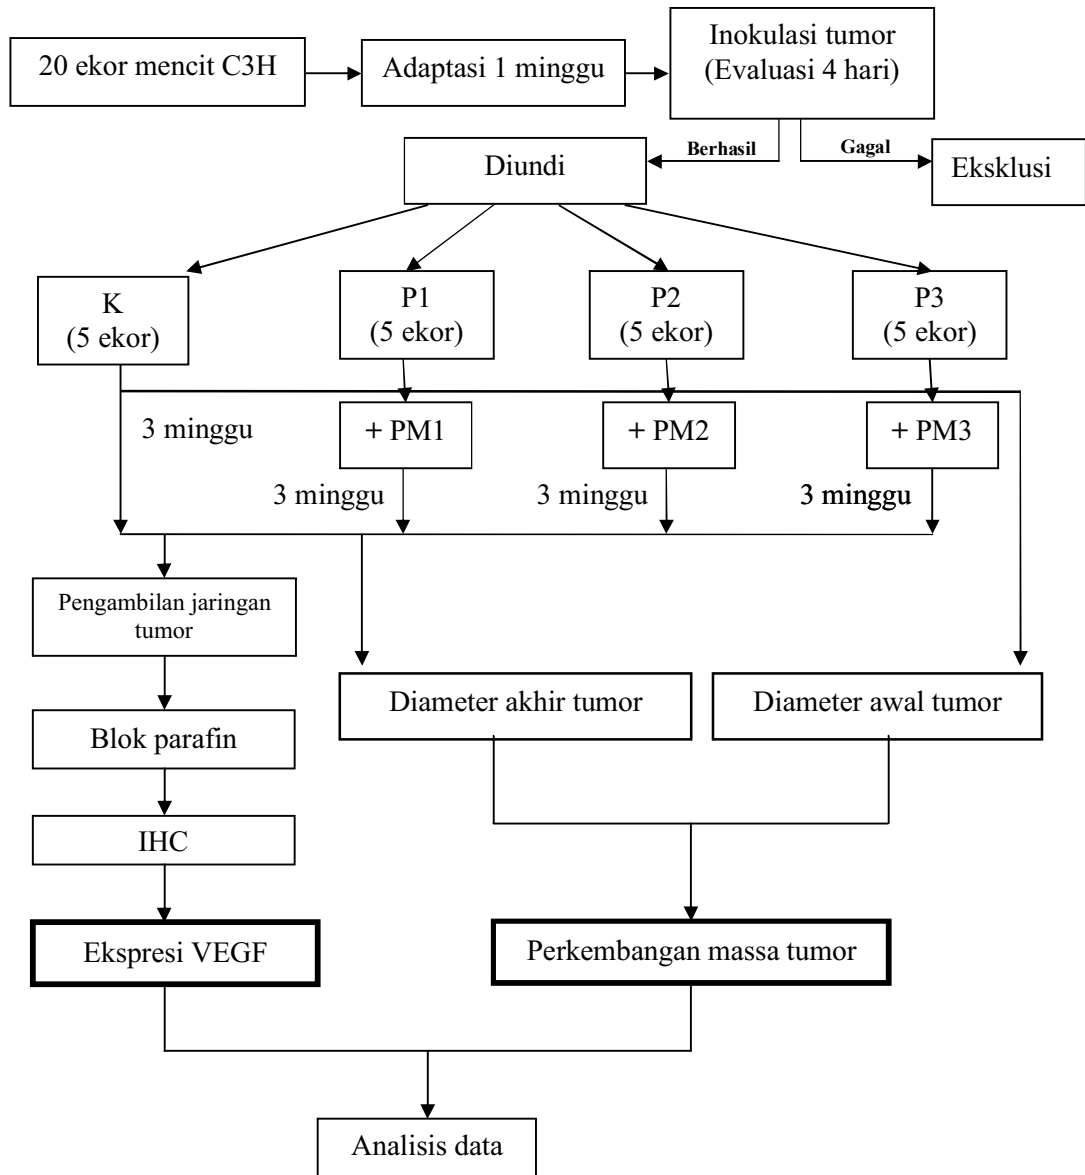 20 ekor mencit C3H
Adaptasi 1 minggu
Inokulasi tumor
(Evaluasi 4 hari)
Berhasil
Gagal
Diundi
Eksklusi
K
(5 ekor)
P1
(5 ekor)
P2
(5 ekor)
P3
(5 ekor)
3 minggu
+ PM1
+ PM2
+ PM3
3 minggu
3 minggu
3 minggu
Pengambilan jaringan
tumor
Diameter akhir tumor
Diameter awal tumor
Blok parafin
IHC
Ekspresi VEGF
Perkembangan massa tumor
Analisis data